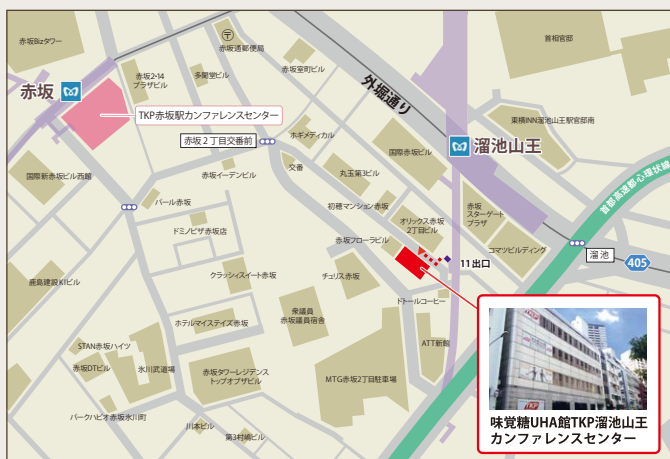 赤坂Bizタワー
赤坂通郵便局
首相官邸
赤坂2-14
プラザビル
多聞堂ビル
赤坂室町ビル
外堀通り
赤坂
TKP赤坂駅カンファレンスセンター
東横INN溜池山王駅官邸南
赤坂2丁目交番前
ホギメディカル
国際赤坂ビル
溜池山王
首都高速都心環状線
交番
国際新赤坂ビル西館
赤坂イーデンビル
丸玉第3ビル
パール赤坂
初穂マンション赤坂
赤坂
スターゲート
プラザ
オリックス赤坂
2丁目ビル
ドミノピザ赤坂店
赤坂フローラビル
コマツビルディング
溜池
405
11出口
クラッシィスイート赤坂
チュリス赤坂
鹿島建設KIビル
ドトールコーヒー
衆議員
赤坂議員宿舎
ホテルマイステイズ赤坂
STAN赤坂ハイツ
ATT新館
赤坂DTビル
氷川武道場
赤坂タワーレジデンス
トップオブザビル
MTG赤坂2丁目駐車場
TKP
パークハビオ赤坂氷川町
川本ビル
第3村嶋ビル
味覚糖UHA館TKP溜池山王
カンファレンスセンター